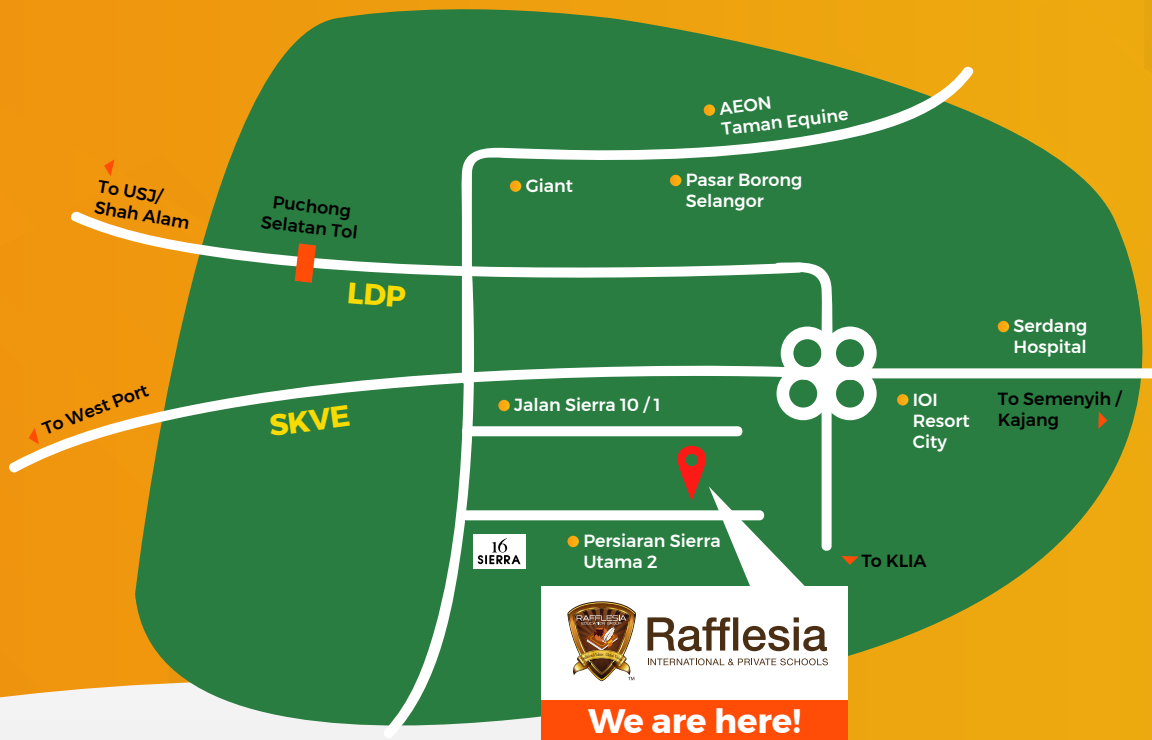 AEON
Taman Equine
To USJ/
Shah Alam
Puchong
Selatan Tol
Giant
Pasar Borong
Selangor
LDP
Serdang
Hospital
To West Port
SKVE
Jalan Sierra 10 / 1
IOI
Resort
City
To Semenyih /
Kajang
16
SIERRA
Persiaran Sierra
Utama 2
To KLIA
RAFFLESIA
Rafflesia
INTERNATIONAL & PRIVATE SCHOOLS
TM
We are here!